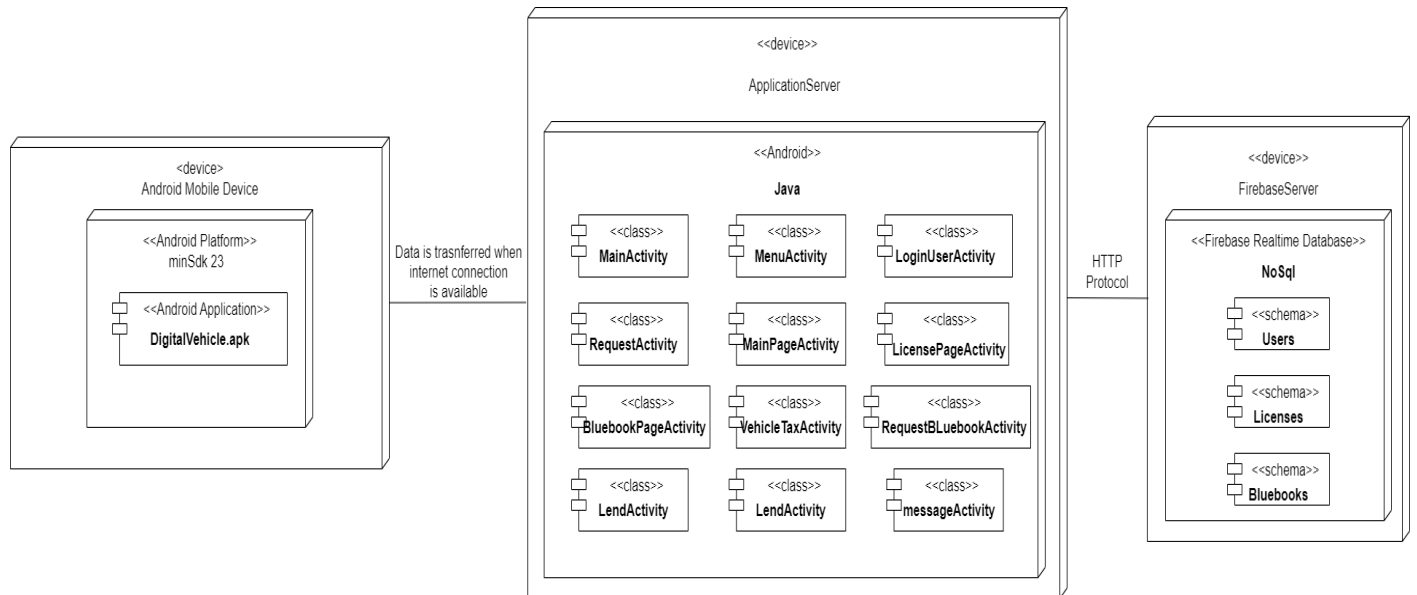 <device>
Android Mobile Device
<<Android Platform>>
minSdk 23
<<Android Application>>
DigitalVehicle.apk
Data is trasnferred when
internet connection
is available
<<device>>
ApplicationServer
<<Android>>
Java
<<class>>
MainActivity
<<class>>
MenuActivity
<<class>>
LoginUserActivity
<<class>>
RequestActivity
<<class>>
MainPageActivity
<<class>>
LicensePageActivity
<<class>>
BluebookPageActivity
<<class>>
VehicleTaxActivity
<<class>>
RequestBLuebookActivity
<<class>>
LendActivity
<<class>>
LendActivity
<<class>>
messageActivity
HTTP
Protocol
<<device>>
FirebaseServer
<<Firebase Realtime Database>>
NoSql
<<schema>>
Users
<<schema>>
Licenses
<<schema>>
Bluebooks